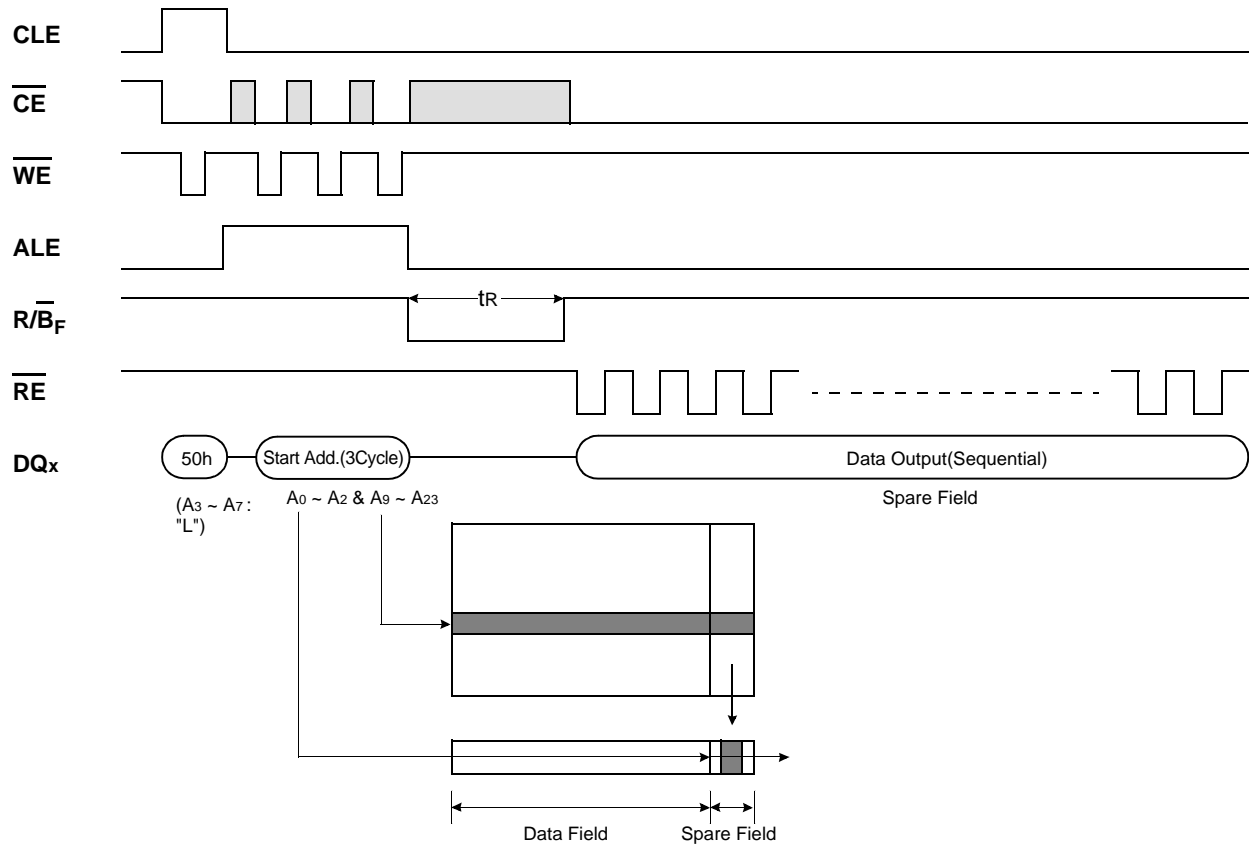 CLE
CE
WE
ALE
R/BF
tR
RE
DQx
50h
Start Add.(3Cycle)
Data Output(Sequential)
(A3 ~ A7 :
"L")
A0 ~ A2 & A9 ~ A23
Spare Field
Data Field
Spare Field